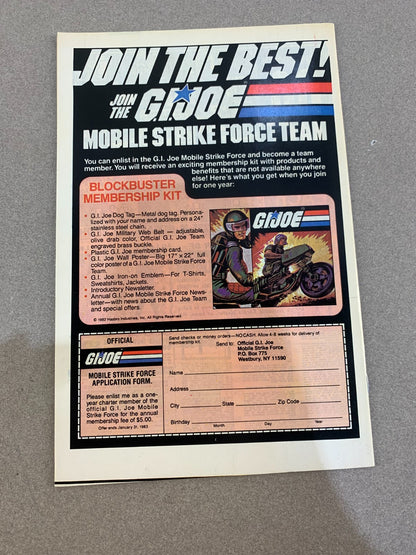 JOIN THE BEST!
JOIN
THE G.I.JOE
MOBILE STRIKE FORCE TEAM
You can enlist in the G.I. Joe Mobile Strike Force and become a team
member. You will receive an exciting membership kit with products and
benefits that are not available anywhere
else! Here's what you get when you join
for one year:
BLOCKBUSTER
MEMBERSHIP KIT
• G.I. Joe Dog Tag—Metal dog tag. Persona-
lized with your name and address on a 24"
stainless steel chain.
• G.I. Joe Military Web Belt — adjustable,
olive drab color, Official G.I. Joe Team
engraved brass buckle.
• Plastic G.I. Joe membership card.
• G.I. Joe Wall Poster—Big 17" × 22" full
color poster of a G.I. Joe Mobile Strike Force
Team.
• G.I. Joe Iron-on Emblem—For T-Shirts,
Sweatshirts, Jackets.
• Introductory Newsletter.
• Annual G.I. Joe Mobile Strike Force News-
letter—with news about the G.I. Joe Team
and special offers.
© 1982 Hasbro Industries, Inc. All Rights Reserved.
G.I.JOE
OFFICIAL
G.I.JOE
MOBILE STRIKE FORCE
APPLICATION FORM.
Please enlist me as a one-
year charter member of the
official G.I. Joe Mobile
Strike Force for the annual
membership fee of $5.00.
Offer ends January 31, 1983
Send checks or money orders—NO CASH. Allow 4-8 weeks for delivery of
membership kit.
Send to: Official G.I. Joe
Mobile Strike Force
P.O. Box 775
Westbury, NY 11590
Name
Address
City State Zip Code
Birthday
Month Day Year